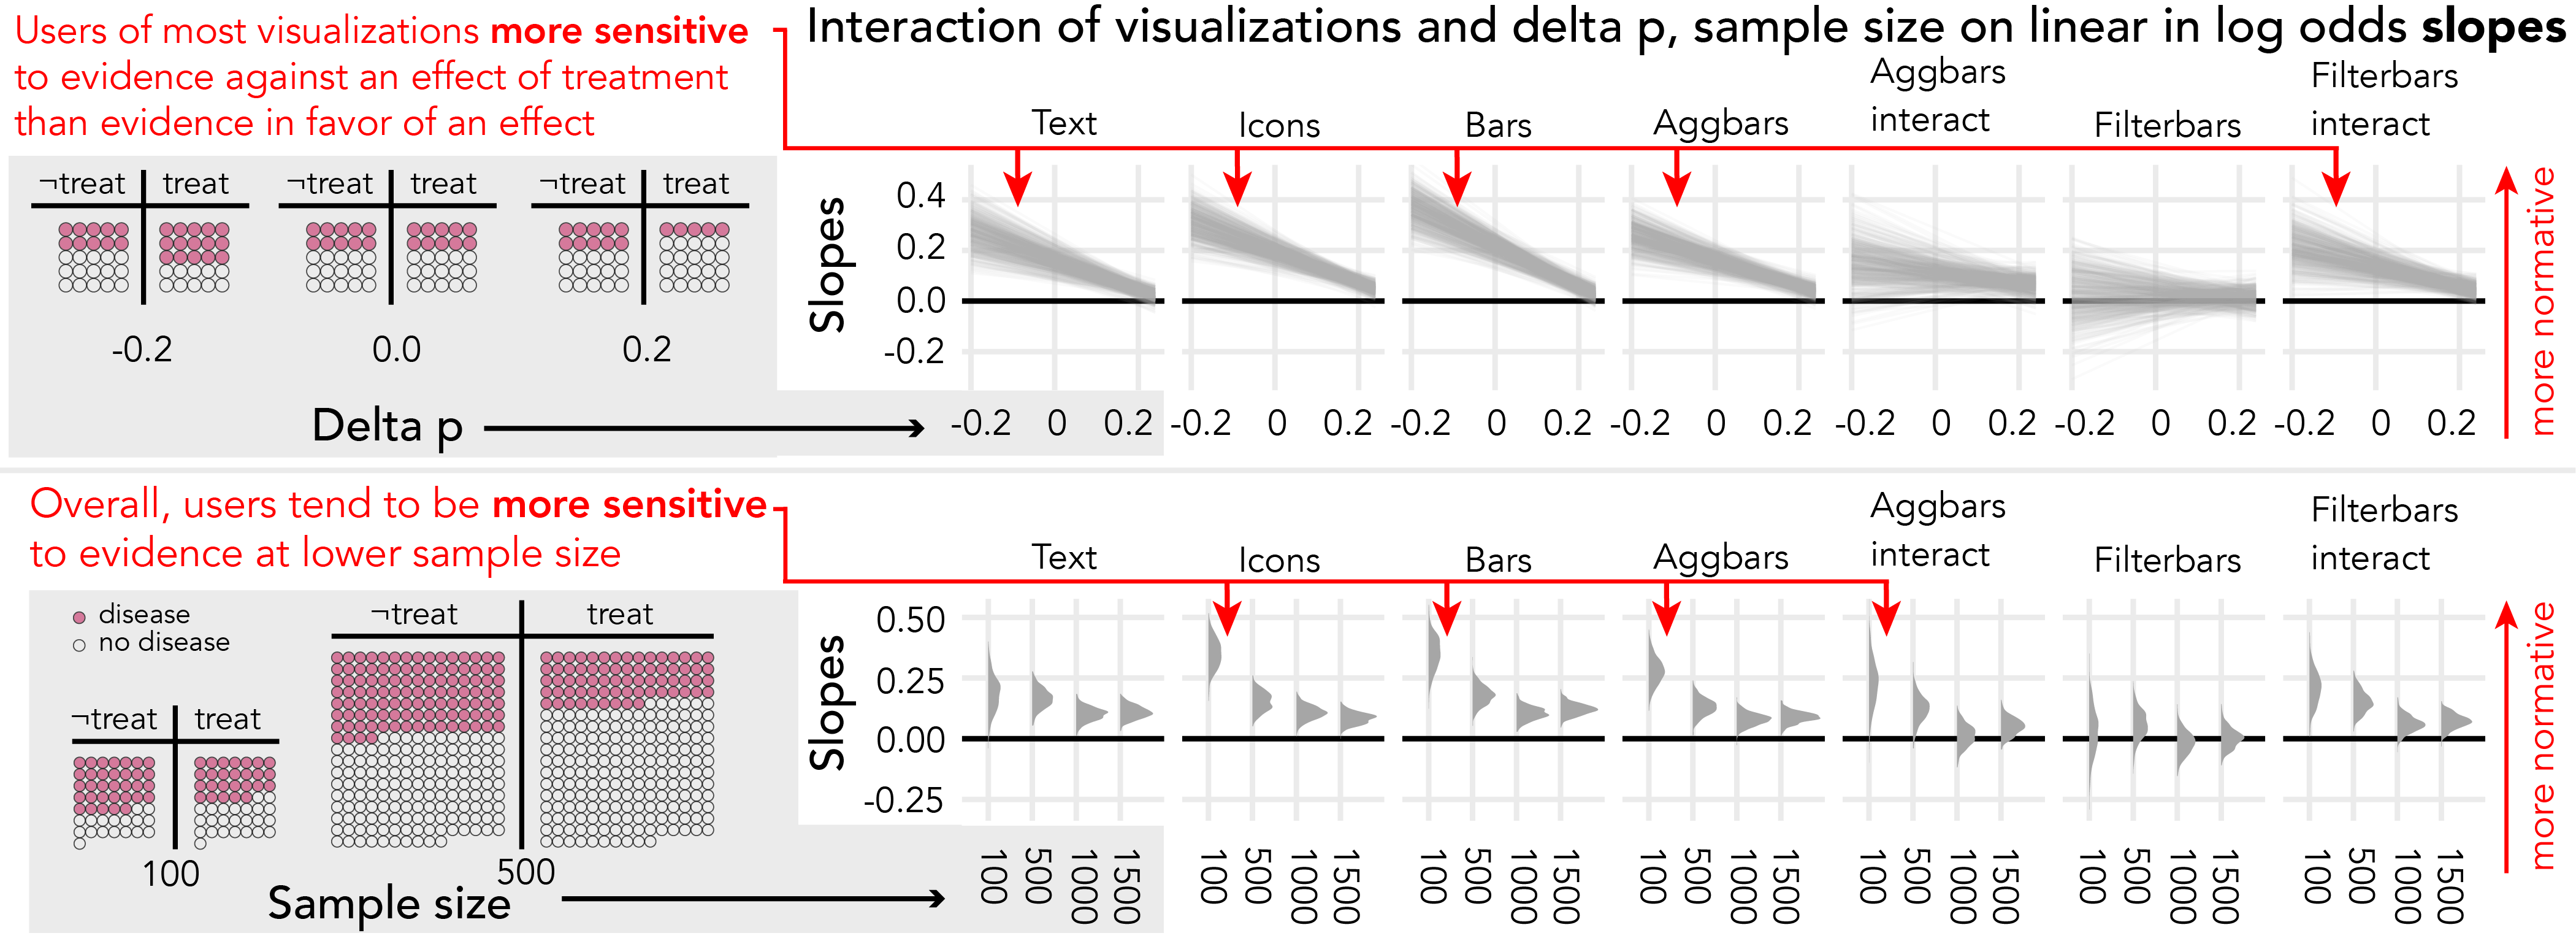 Users of most visualizations more sensitive
to evidence against an effect of treatment
than evidence in favor of an effect
Interaction of visualizations and delta p, sample size on linear in log odds slopes
Text
Icons
Bars
Aggbars
Aggbars
interact
Filterbars
Filterbars
interact
¬treat treat
¬treat treat
¬treat treat
-0.2 0.0 0.2
Delta p
Slopes
0.4
0.2
0.0
-0.2
-0.2 0 0.2
-0.2 0 0.2
-0.2 0 0.2
-0.2 0 0.2
-0.2 0 0.2
-0.2 0 0.2
-0.2 0 0.2
more normative
Overall, users tend to be more sensitive
to evidence at lower sample size
Text
Icons
Bars
Aggbars
Aggbars
interact
Filterbars
Filterbars
interact
disease
no disease
¬treat treat
¬treat treat
100
500
Sample size
Slopes
0.50
0.25
0.00
-0.25
100 500 1000 1500
100 500 1000 1500
100 500 1000 1500
100 500 1000 1500
100 500 1000 1500
100 500 1000 1500
100 500 1000 1500
more normative